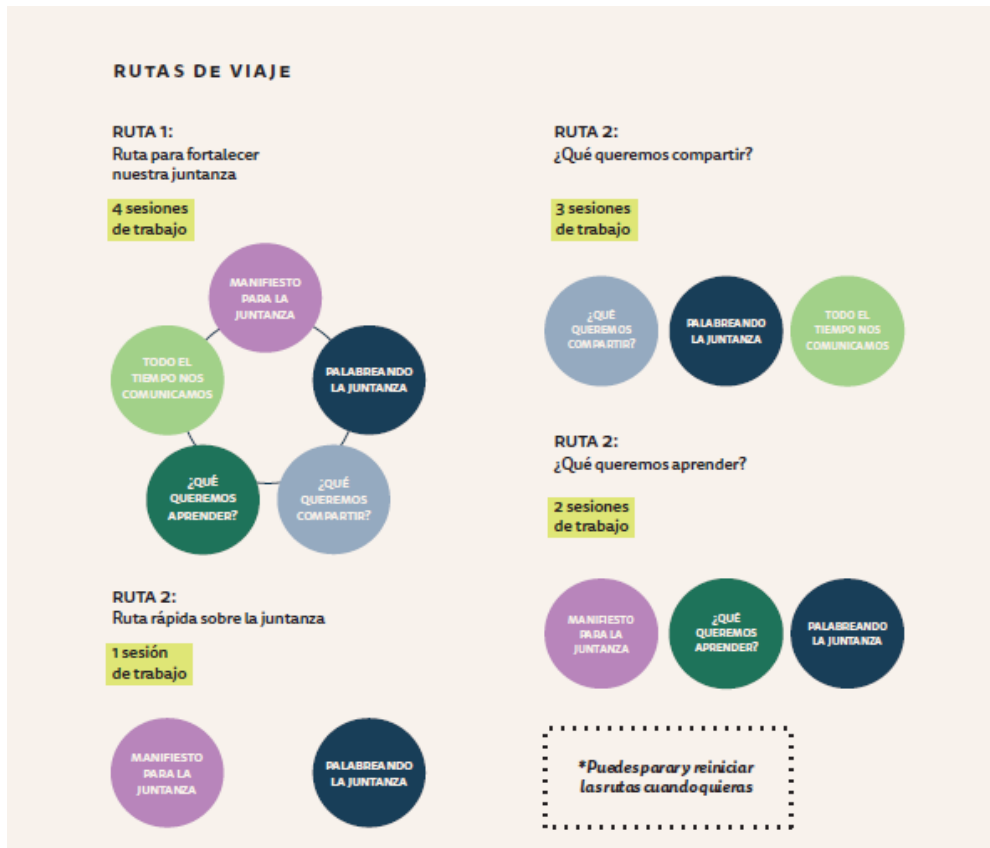 RUTAS DE VIAJE
RUTA 1:
Ruta para fortalecer
nuestra juntanza
4 sesiones
de trabajo
MANIFIESTO
PARA LA
JUNTANZA
PALABREANDO
LA JUNTANZA
¿QUÉ
QUEREMOS
COMPARTIR?
¿QUÉ
QUEREMOS
APRENDER?
TODO EL
TIEMPO NOS
COMUNICAMOS
RUTA 2:
Ruta rápida sobre la juntanza
1 sesión
de trabajo
MANIFIESTO
PARA LA
JUNTANZA
PALABREANDO
LA JUNTANZA
RUTA 2:
¿Qué queremos compartir?
3 sesiones
de trabajo
¿QUÉ
QUEREMOS
COMPARTIR?
PALABREANDO
LA JUNTANZA
TODO EL
TIEMPO NOS
COMUNICAMOS
RUTA 2:
¿Qué queremos aprender?
2 sesiones
de trabajo
MANIFIESTO
PARA LA
JUNTANZA
¿QUÉ
QUEREMOS
APRENDER?
PALABREANDO
LA JUNTANZA
*Puedes parar y reiniciar
las rutas cuando quieras